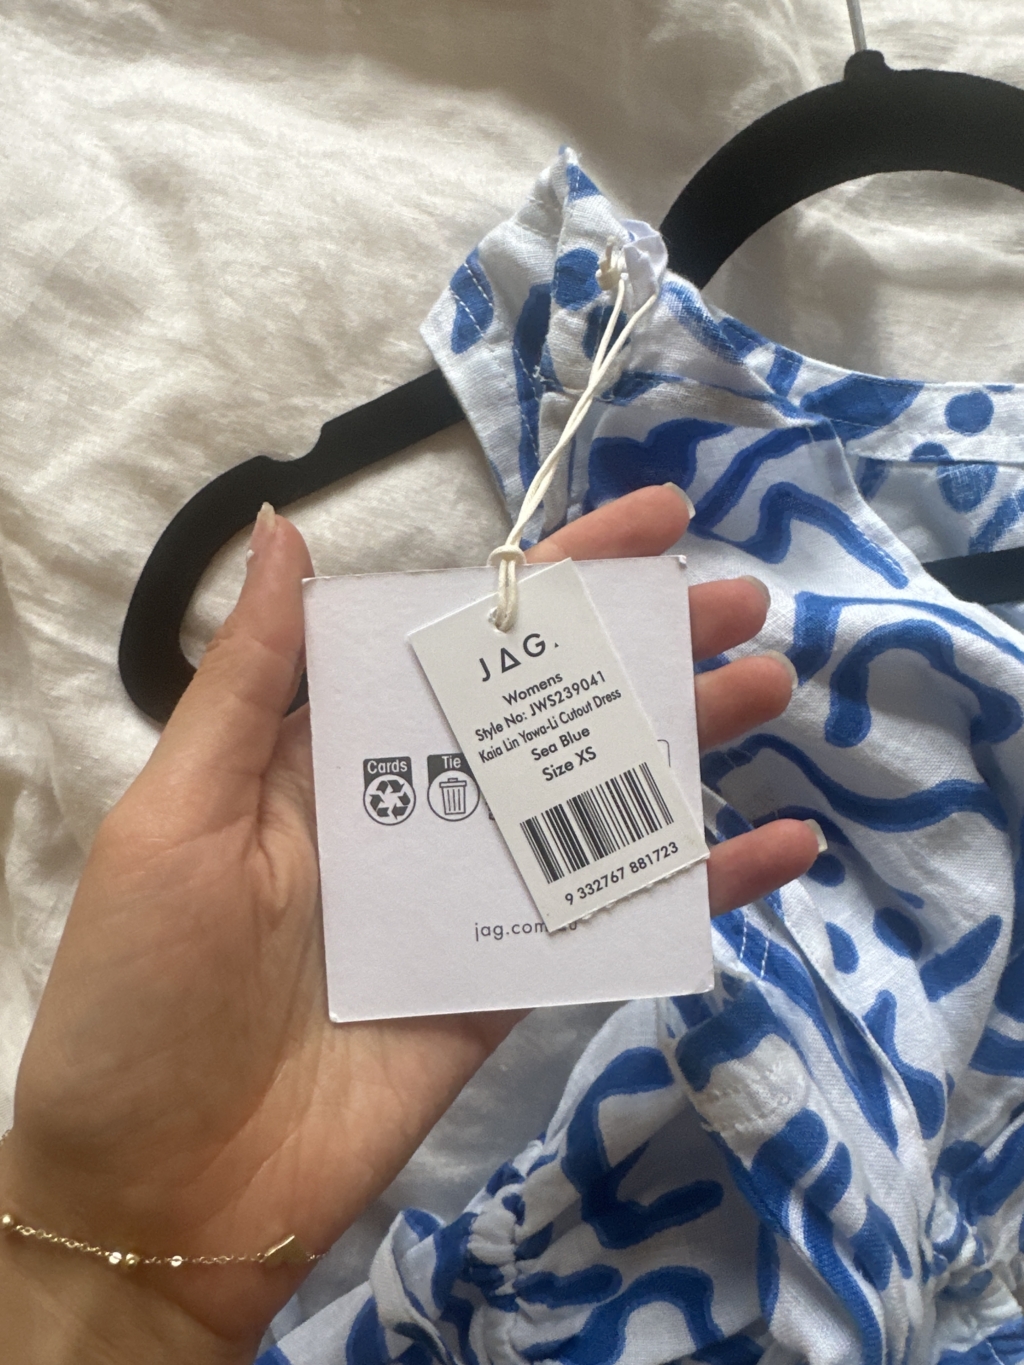 JAG.
Womens
Style No: JWS239041
Kaia Lin Yawa-Li Cutout Dress
Sea Blue
Size XS
9 332767 881723
Cards
Tie
jag.com